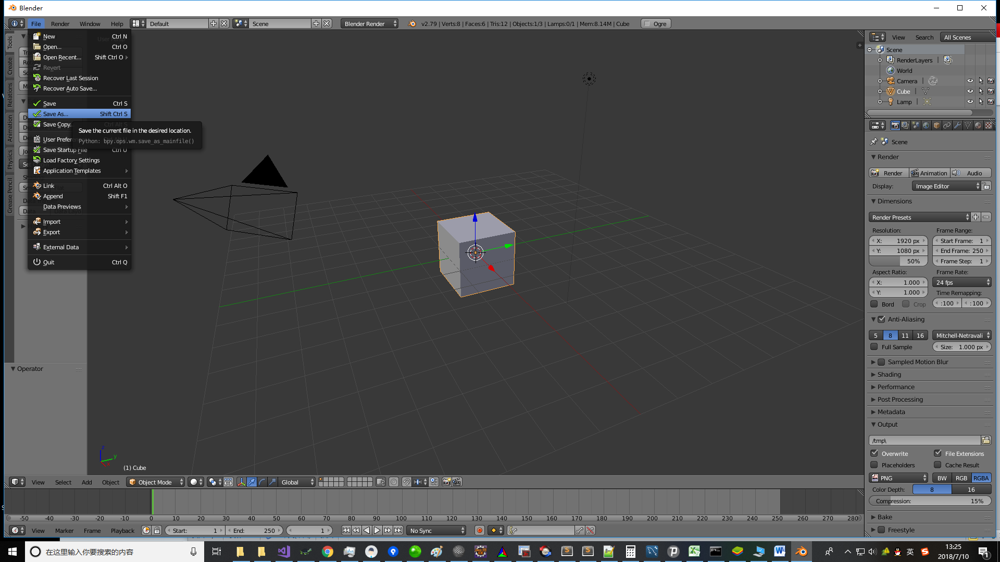 Blender
File Render Window Help Default Scene Blender Render v2.79 | Verts:8 | Faces:6 | Tris:12 | Objects:1/3 | Lamps:0/1 | Mem:8.14M | Cube Ogre
New Ctrl N
Open... Ctrl O
Open Recent... Shift Ctrl O
Revert
Recover Last Session
Recover Auto Save...
Save Ctrl S
Save As... Shift Ctrl S
Save Copy. Ctrl Alt S
Save the current file in the desired location.
Python: bpy.ops.wm.save_as_mainfile()
User Prefer
Save Startup File Ctrl U
Load Factory Settings
Application Templates
Link Ctrl Alt O
Append Shift F1
Data Previews
Import
Export
External Data
Quit Ctrl Q
Tools
Create
Relations
Animation
Physics
Grease Pencil
Operator
(1) Cube
z
y
View Select Add Object Object Mode Global
-50 -40 -30 -20 -10 0 10 20 30 40 50 60 70 80 90 100 110 120 130 140 150 160 170 180 190 200 210 220 230 240 250 260 270 280
View Marker Frame Playback Start: 1 End: 250 1 No Sync
View Search All Scenes
Scene
RenderLayers
World
Camera
Cube
Lamp
Scene
Render
Render Animation Audio
Display: Image Editor
Dimensions
Render Presets
Resolution: Frame Range:
X: 1920 px Start Frame: 1
Y: 1080 px End Frame: 250
50% Frame Step: 1
Aspect Ratio: Frame Rate:
X: 1.000 24 fps
Y: 1.000 Time Remapping:
Bord Crop :100 :100
Anti-Aliasing
5 8 11 16 Mitchell-Netravali
Full Sample Size: 1.000 px
Sampled Motion Blur
Shading
Performance
Post Processing
Metadata
Output
/tmp\
Overwrite File Extensions
Placeholders Cache Result
PNG BW RGB RGBA
Color Depth: 8 16
Compression: 15%
Bake
Freestyle
在这里输入你要搜索的内容
英
13:25
2018/7/10
1